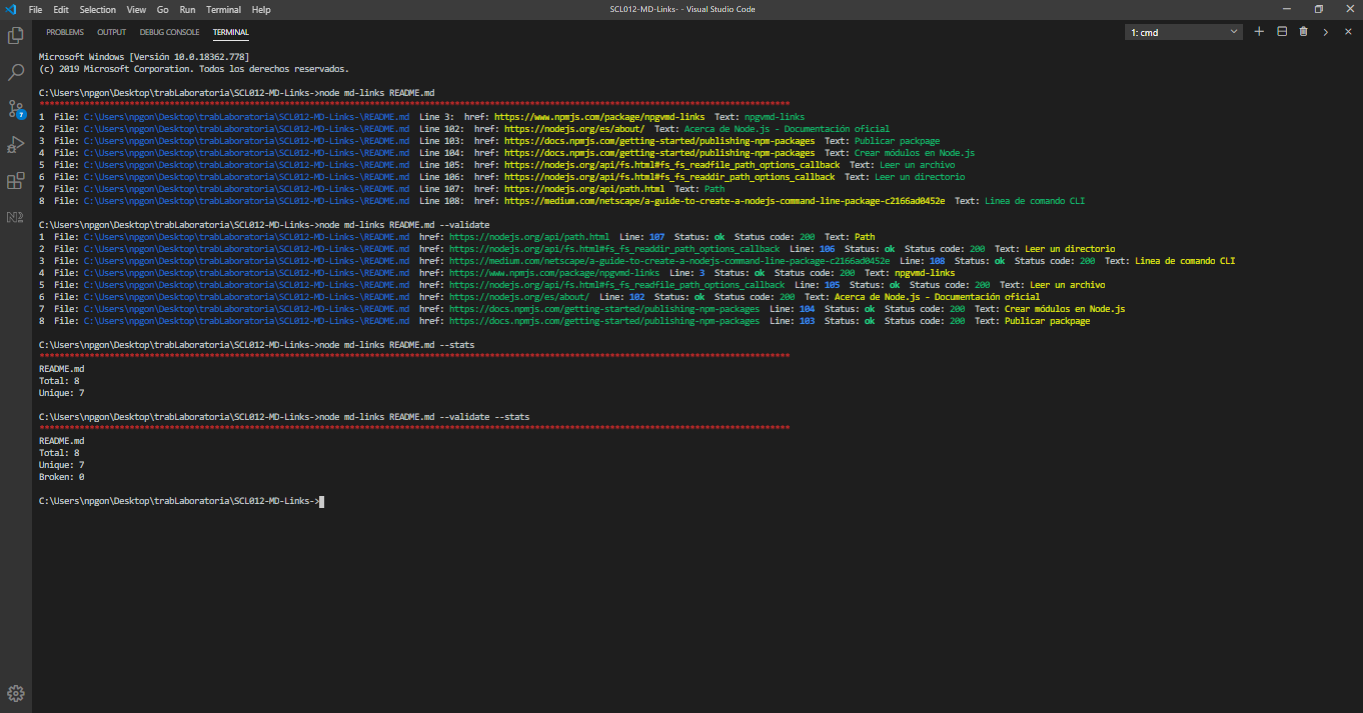 File Edit Selection View Go Run Terminal Help SCL012-MD-Links- - Visual Studio Code
PROBLEMS OUTPUT DEBUG CONSOLE TERMINAL 1: cmd
Microsoft Windows [Versión 10.0.18362.778]
(c) 2019 Microsoft Corporation. Todos los derechos reservados.
C:\Users\npgon\Desktop\trabLaboratoria\SCL012-MD-Links->node md-links README.md
******************************************************************************************************************************************************
1 File: C:\Users\npgon\Desktop\trabLaboratoria\SCL012-MD-Links-\README.md Line 3: href: https://www.npmjs.com/package/npgvmd-links Text: npgvmd-links
2 File: C:\Users\npgon\Desktop\trabLaboratoria\SCL012-MD-Links-\README.md Line 102: href: https://nodejs.org/es/about/ Text: Acerca de Node.js - Documentación oficial
3 File: C:\Users\npgon\Desktop\trabLaboratoria\SCL012-MD-Links-\README.md Line 103: href: https://docs.npmjs.com/getting-started/publishing-npm-packages Text: Publicar packpage
4 File: C:\Users\npgon\Desktop\trabLaboratoria\SCL012-MD-Links-\README.md Line 104: href: https://docs.npmjs.com/getting-started/publishing-npm-packages Text: Crear módulos en Node.js
5 File: C:\Users\npgon\Desktop\trabLaboratoria\SCL012-MD-Links-\README.md Line 105: href: https://nodejs.org/api/fs.html#fs_fs_readfile_path_options_callback Text: Leer un archivo
6 File: C:\Users\npgon\Desktop\trabLaboratoria\SCL012-MD-Links-\README.md Line 106: href: https://nodejs.org/api/fs.html#fs_fs_readdir_path_options_callback Text: Leer un directorio
7 File: C:\Users\npgon\Desktop\trabLaboratoria\SCL012-MD-Links-\README.md Line 107: href: https://nodejs.org/api/path.html Text: Path
8 File: C:\Users\npgon\Desktop\trabLaboratoria\SCL012-MD-Links-\README.md Line 108: href: https://medium.com/netscape/a-guide-to-create-a-nodejs-command-line-package-c2166ad0452e Text: Linea de comando CLI
C:\Users\npgon\Desktop\trabLaboratoria\SCL012-MD-Links->node md-links README.md --validate
1 File: C:\Users\npgon\Desktop\trabLaboratoria\SCL012-MD-Links-\README.md href: https://nodejs.org/api/path.html Line: 107 Status: ok Status code: 200 Text: Path
2 File: C:\Users\npgon\Desktop\trabLaboratoria\SCL012-MD-Links-\README.md href: https://nodejs.org/api/fs.html#fs_fs_readdir_path_options_callback Line: 106 Status: ok Status code: 200 Text: Leer un directorio
3 File: C:\Users\npgon\Desktop\trabLaboratoria\SCL012-MD-Links-\README.md href: https://medium.com/netscape/a-guide-to-create-a-nodejs-command-line-package-c2166ad0452e Line: 108 Status: ok Status code: 200 Text: Linea de comando CLI
4 File: C:\Users\npgon\Desktop\trabLaboratoria\SCL012-MD-Links-\README.md href: https://www.npmjs.com/package/npgvmd-links Line: 3 Status: ok Status code: 200 Text: npgvmd-links
5 File: C:\Users\npgon\Desktop\trabLaboratoria\SCL012-MD-Links-\README.md href: https://nodejs.org/api/fs.html#fs_fs_readfile_path_options_callback Line: 105 Status: ok Status code: 200 Text: Leer un archivo
6 File: C:\Users\npgon\Desktop\trabLaboratoria\SCL012-MD-Links-\README.md href: https://nodejs.org/es/about/ Line: 102 Status: ok Status code: 200 Text: Acerca de Node.js - Documentación oficial
7 File: C:\Users\npgon\Desktop\trabLaboratoria\SCL012-MD-Links-\README.md href: https://docs.npmjs.com/getting-started/publishing-npm-packages Line: 104 Status: ok Status code: 200 Text: Crear módulos en Node.js
8 File: C:\Users\npgon\Desktop\trabLaboratoria\SCL012-MD-Links-\README.md href: https://docs.npmjs.com/getting-started/publishing-npm-packages Line: 103 Status: ok Status code: 200 Text: Publicar packpage
C:\Users\npgon\Desktop\trabLaboratoria\SCL012-MD-Links->node md-links README.md --stats
******************************************************************************************************************************************************
README.md
Total: 8
Unique: 7
C:\Users\npgon\Desktop\trabLaboratoria\SCL012-MD-Links->node md-links README.md --validate --stats
******************************************************************************************************************************************************
README.md
Total: 8
Unique: 7
Broken: 0
C:\Users\npgon\Desktop\trabLaboratoria\SCL012-MD-Links->